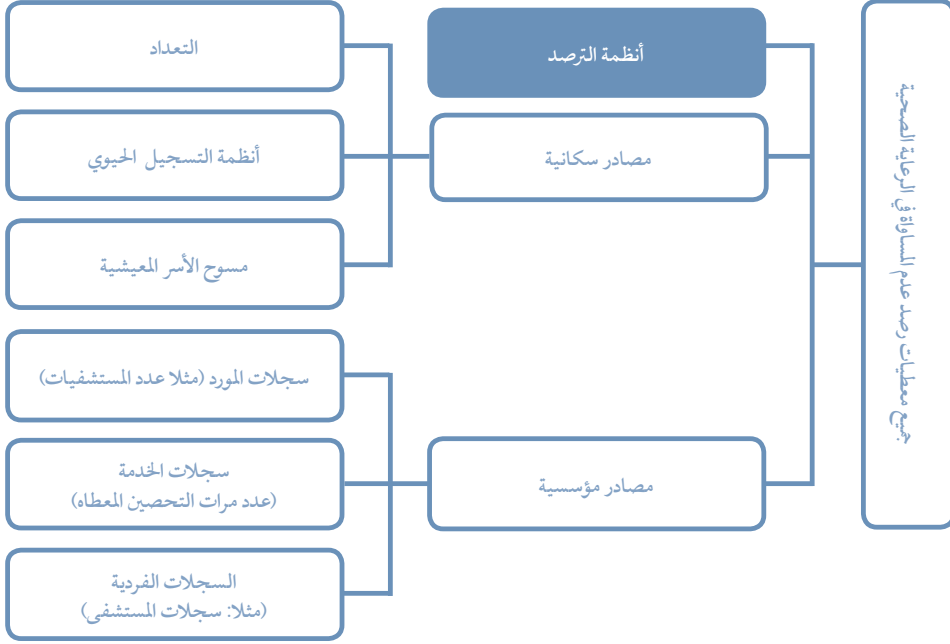 جميع معطيات رصد عدم المساواة في الرعاية الصحية
أنظمة الترصد
مصادر سكانية
التعداد
أنظمة التسجيل الحيوي
مسوح الأسر المعيشية
مصادر مؤسسية
سجلات المورد (مثلا عدد المستشفيات)
سجلات الخدمة
(عدد مرات التحصين المعطاه)
السجلات الفردية
(مثلا: سجلات المستشفى)